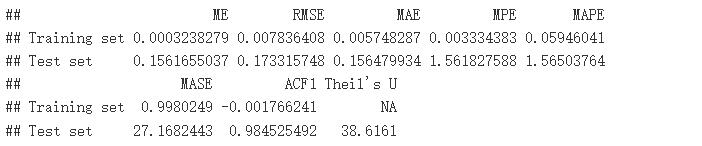 ## ME RMSE MAE MPE MAPE
## Training set 0.0003238279 0.007836408 0.005748287 0.003334383 0.05946041
## Test set 0.1561655037 0.173315748 0.156479934 1.561827588 1.56503764
## MASE ACF1 Theil's U
## Training set 0.9980249 -0.001766241 NA
## Test set 27.1682443 0.984525492 38.6161